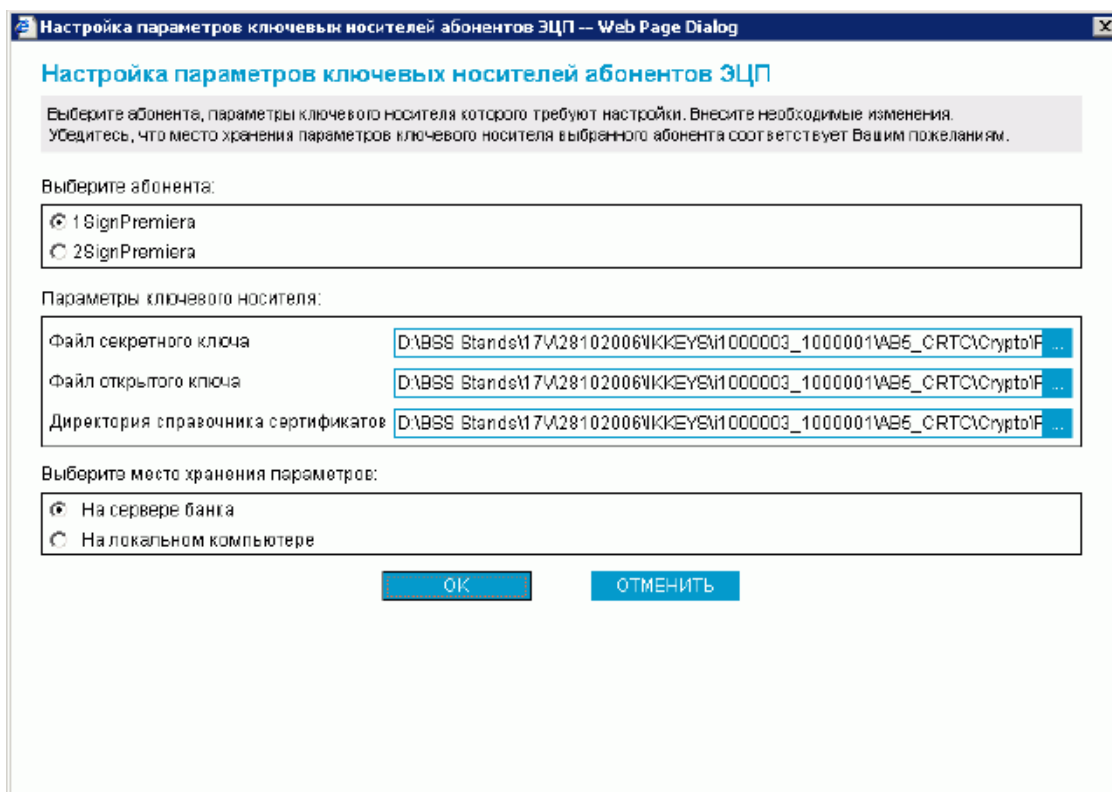 Настройка параметров ключевых носителей абонентов ЭЦП -- Web Page Dialog
Настройка параметров ключевых носителей абонентов ЭЦП
Выберите абонента, параметры ключевого носителя которого требуют настройки. Внесите необходимые изменения.
Убедитесь, что место хранения параметров ключевого носителя выбранного абонента соответствует Вашим пожеланиям.
Выберите абонента:
1SignPremiera
2SignPremiera
Параметры ключевого носителя:
Файл секретного ключа D:\BSS Stands\17\V\28102006\IKKEYS\i1000003_1000001\AB5_CRTC\Crypto\F ...
Файл открытого ключа D:\BSS Stands\17\V\28102006\IKKEYS\i1000003_1000001\AB5_CRTC\Crypto\F ...
Директория справочника сертификатов D:\BSS Stands\17\V\28102006\IKKEYS\i1000003_1000001\AB5_CRTC\Crypto\F ...
Выберите место хранения параметров:
На сервере банка
На локальном компьютере
OK ОТМЕНИТЬ